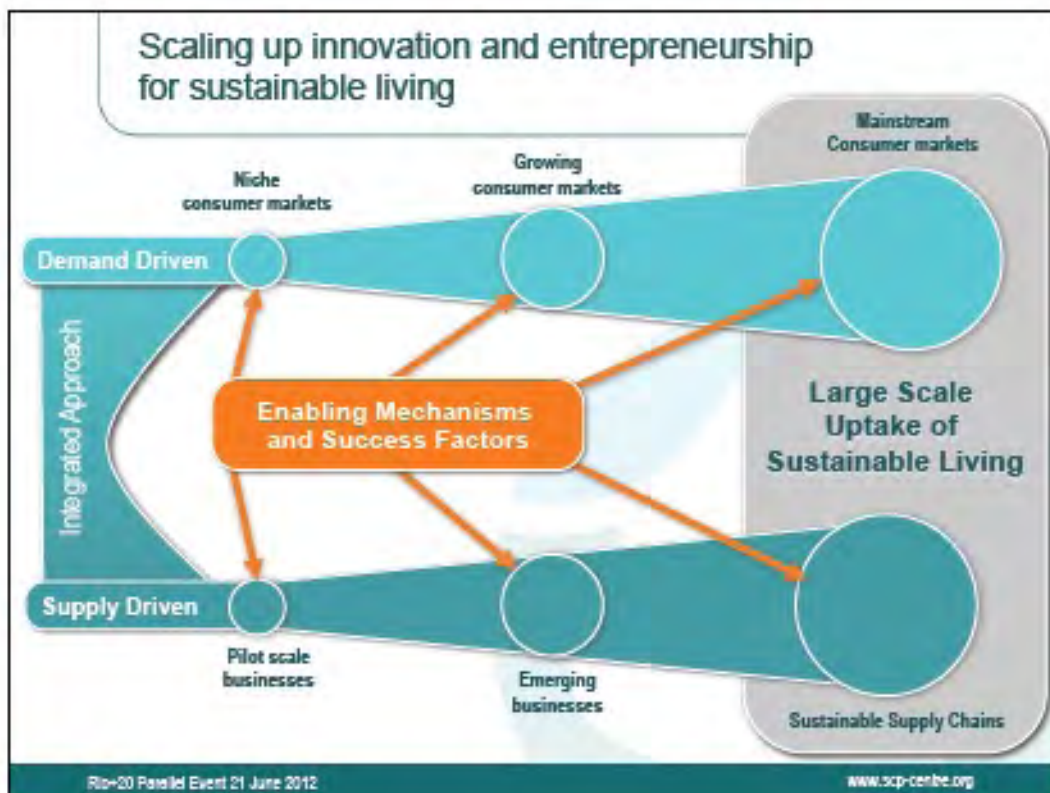 Scaling up innovation and entrepreneurship
for sustainable living
Mainstream
Consumer markets
Growing
consumer markets
Niche
consumer markets
Demand Driven
Integrated Approach
Enabling Mechanisms
and Success Factors
Large Scale
Uptake of
Sustainable Living
Supply Driven
Pilot scale
businesses
Emerging
businesses
Sustainable Supply Chains
Rio+20 Parallel Event 21 June 2012
www.scp-centre.org